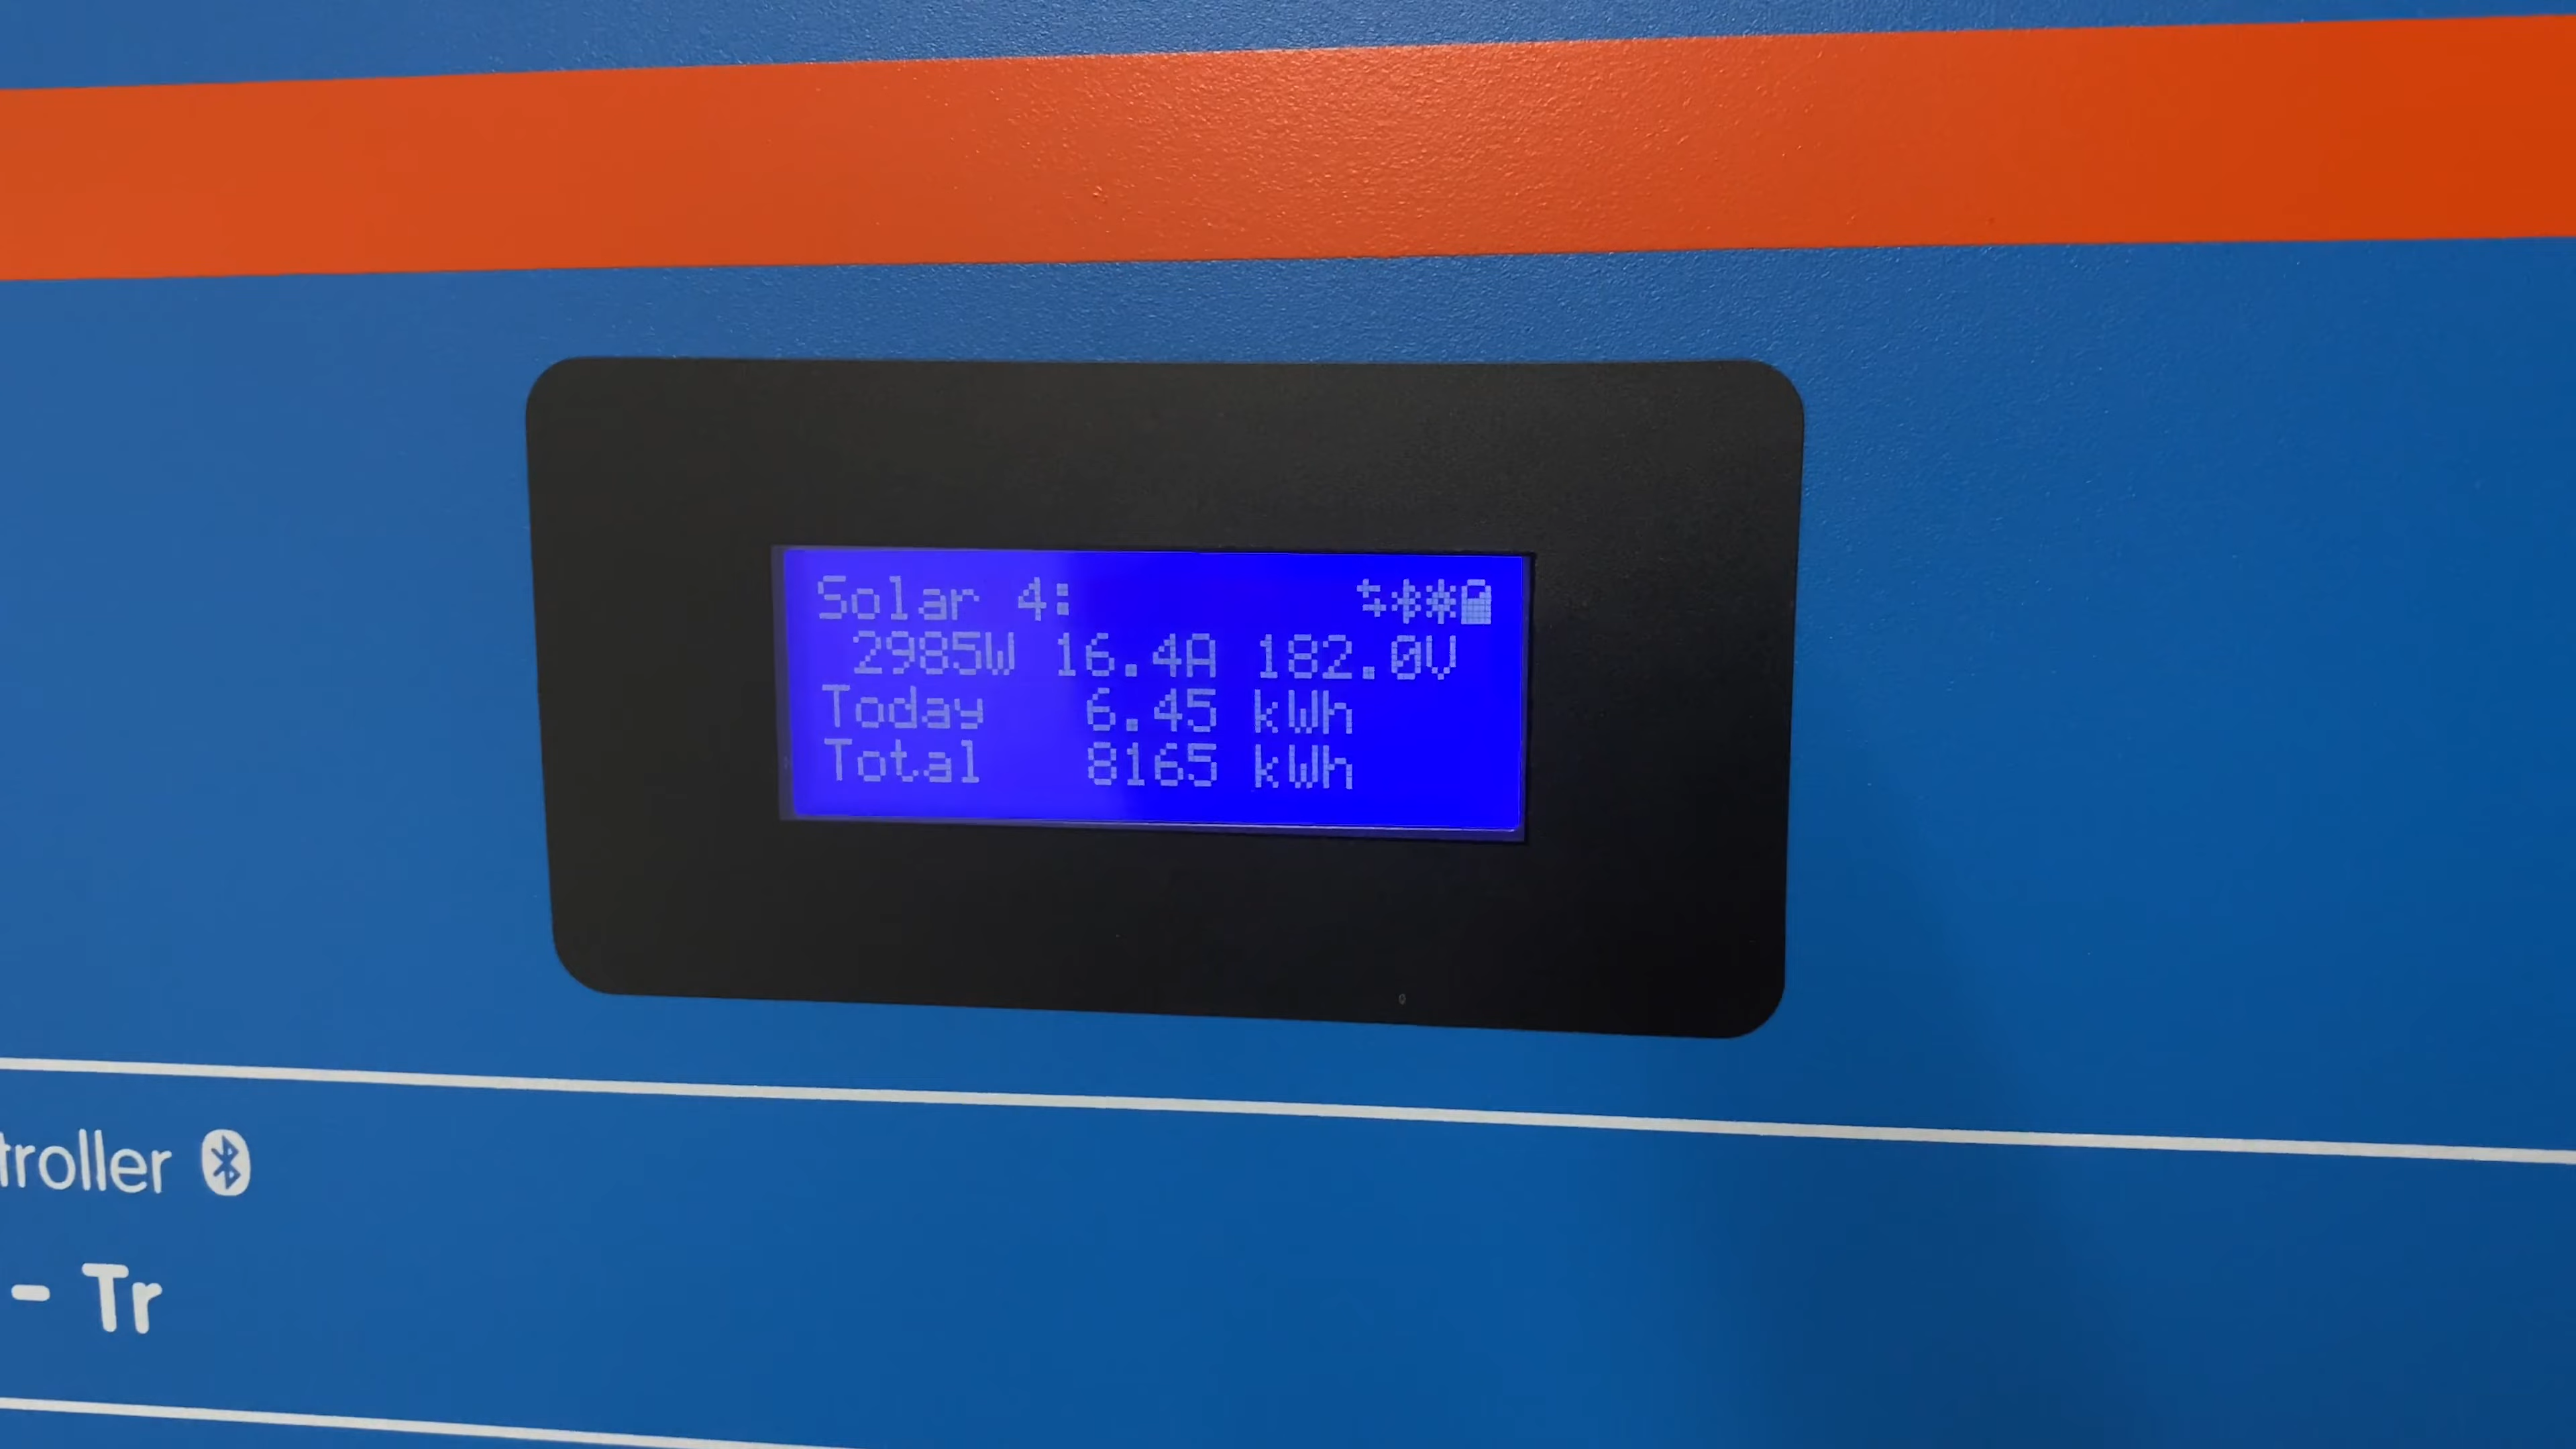 Solar 4:
2985W 16.4A 182.0V
Today 6.45 kWh
Total 8165 kWh
troller
- Tr